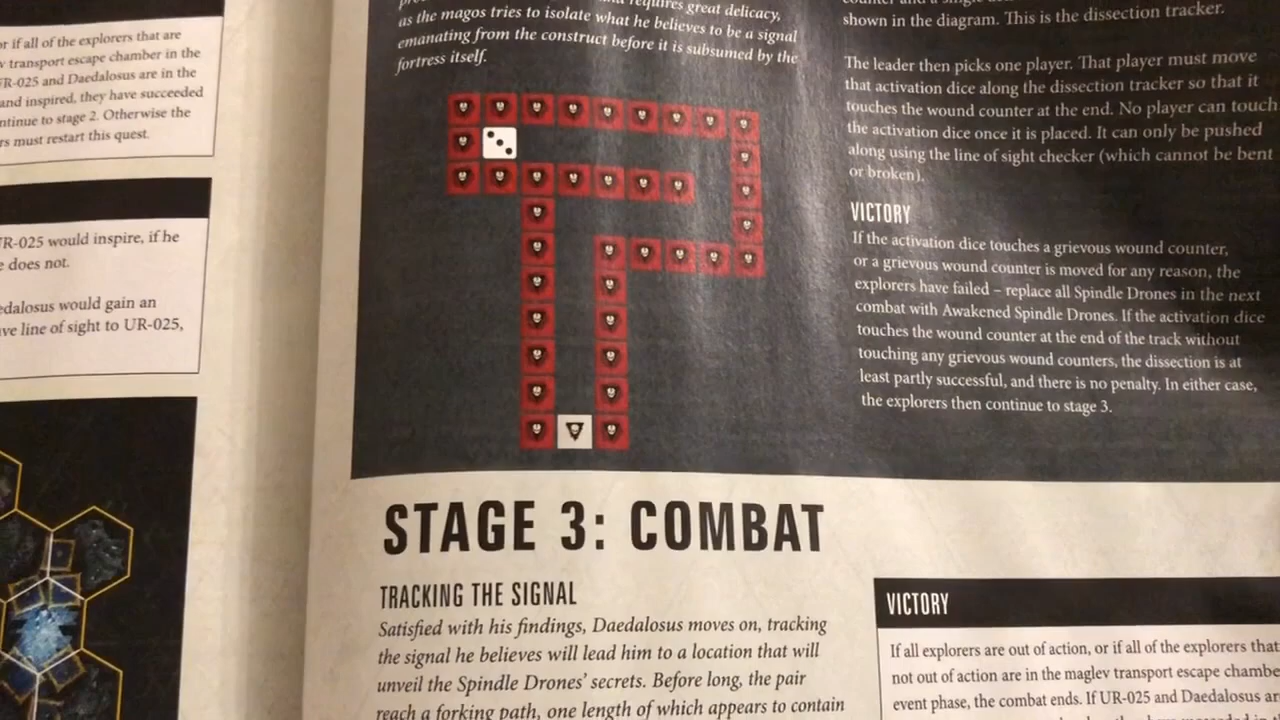 or if all of the explorers that are
transport escape chamber in the
UR-025 and Daedalosus are in the
and inspired, they have succeeded
continue to stage 2. Otherwise the
must restart this quest.
UR-025 would inspire, if he
does not.
Daedalosus would gain an
line of sight to UR-025,
requires great delicacy,
as the magos tries to isolate what he believes to be a signal
emanating from the construct before it is subsumed by the
fortress itself.
STAGE 3: COMBAT
TRACKING THE SIGNAL
Satisfied with his findings, Daedalosus moves on, tracking
the signal he believes will lead him to a location that will
unveil the Spindle Drones' secrets. Before long, the pair
reach a forking path, one length of which appears to contain
shown in the diagram. This is the dissection tracker.
The leader then picks one player. That player must move
that activation dice along the dissection tracker so that it
touches the wound counter at the end. No player can touch
the activation dice once it is placed. It can only be pushed
along using the line of sight checker (which cannot be bent
or broken).
VICTORY
If the activation dice touches a grievous wound counter,
or a grievous wound counter is moved for any reason, the
explorers have failed – replace all Spindle Drones in the next
combat with Awakened Spindle Drones. If the activation dice
touches the wound counter at the end of the track without
touching any grievous wound counters, the dissection is at
least partly successful, and there is no penalty. In either case,
the explorers then continue to stage 3.
VICTORY
If all explorers are out of action, or if all of the explorers that
not out of action are in the maglev transport escape chambe
event phase, the combat ends. If UR-025 and Daedalosus ar